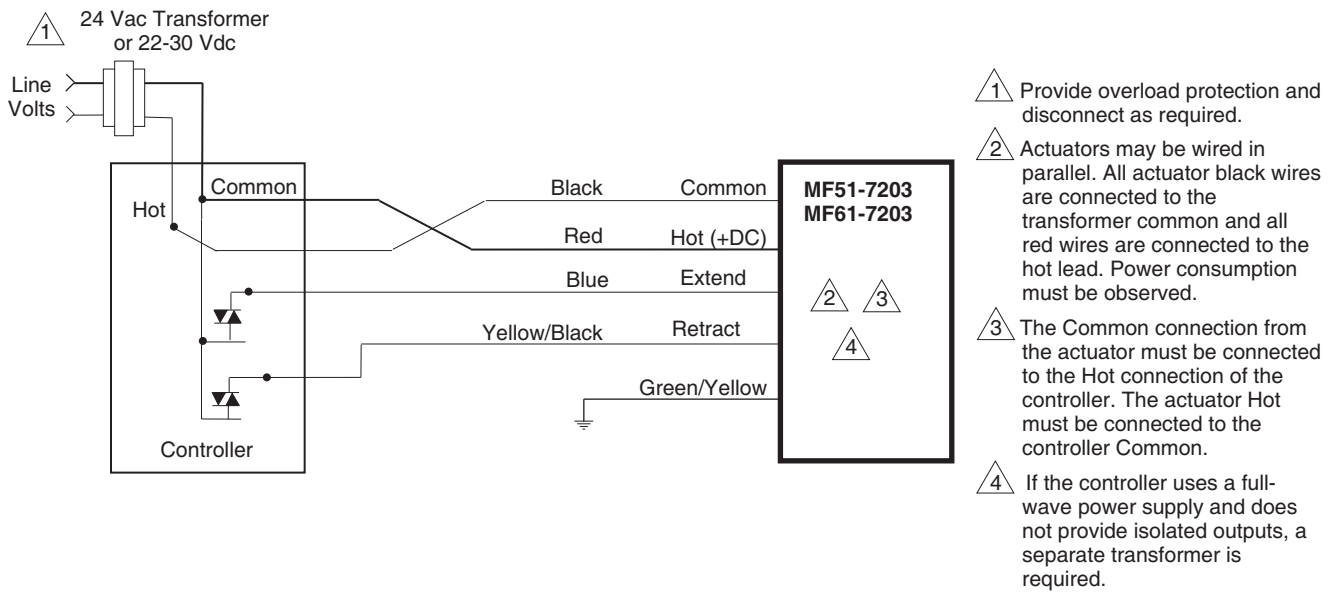 1
24 Vac Transformer
or 22-30 Vdc
Line
Volts
Common
Hot
Controller
Black
Common
Red
Hot (+DC)
Blue
Extend
Yellow/Black
Retract
Green/Yellow
MF51-7203
MF61-7203
2
3
4
1 Provide overload protection and
disconnect as required.
2 Actuators may be wired in
parallel. All actuator black wires
are connected to the
transformer common and all
red wires are connected to the
hot lead. Power consumption
must be observed.
3 The Common connection from
the actuator must be connected
to the Hot connection of the
controller. The actuator Hot
must be connected to the
controller Common.
4 If the controller uses a full-
wave power supply and does
not provide isolated outputs, a
separate transformer is
required.